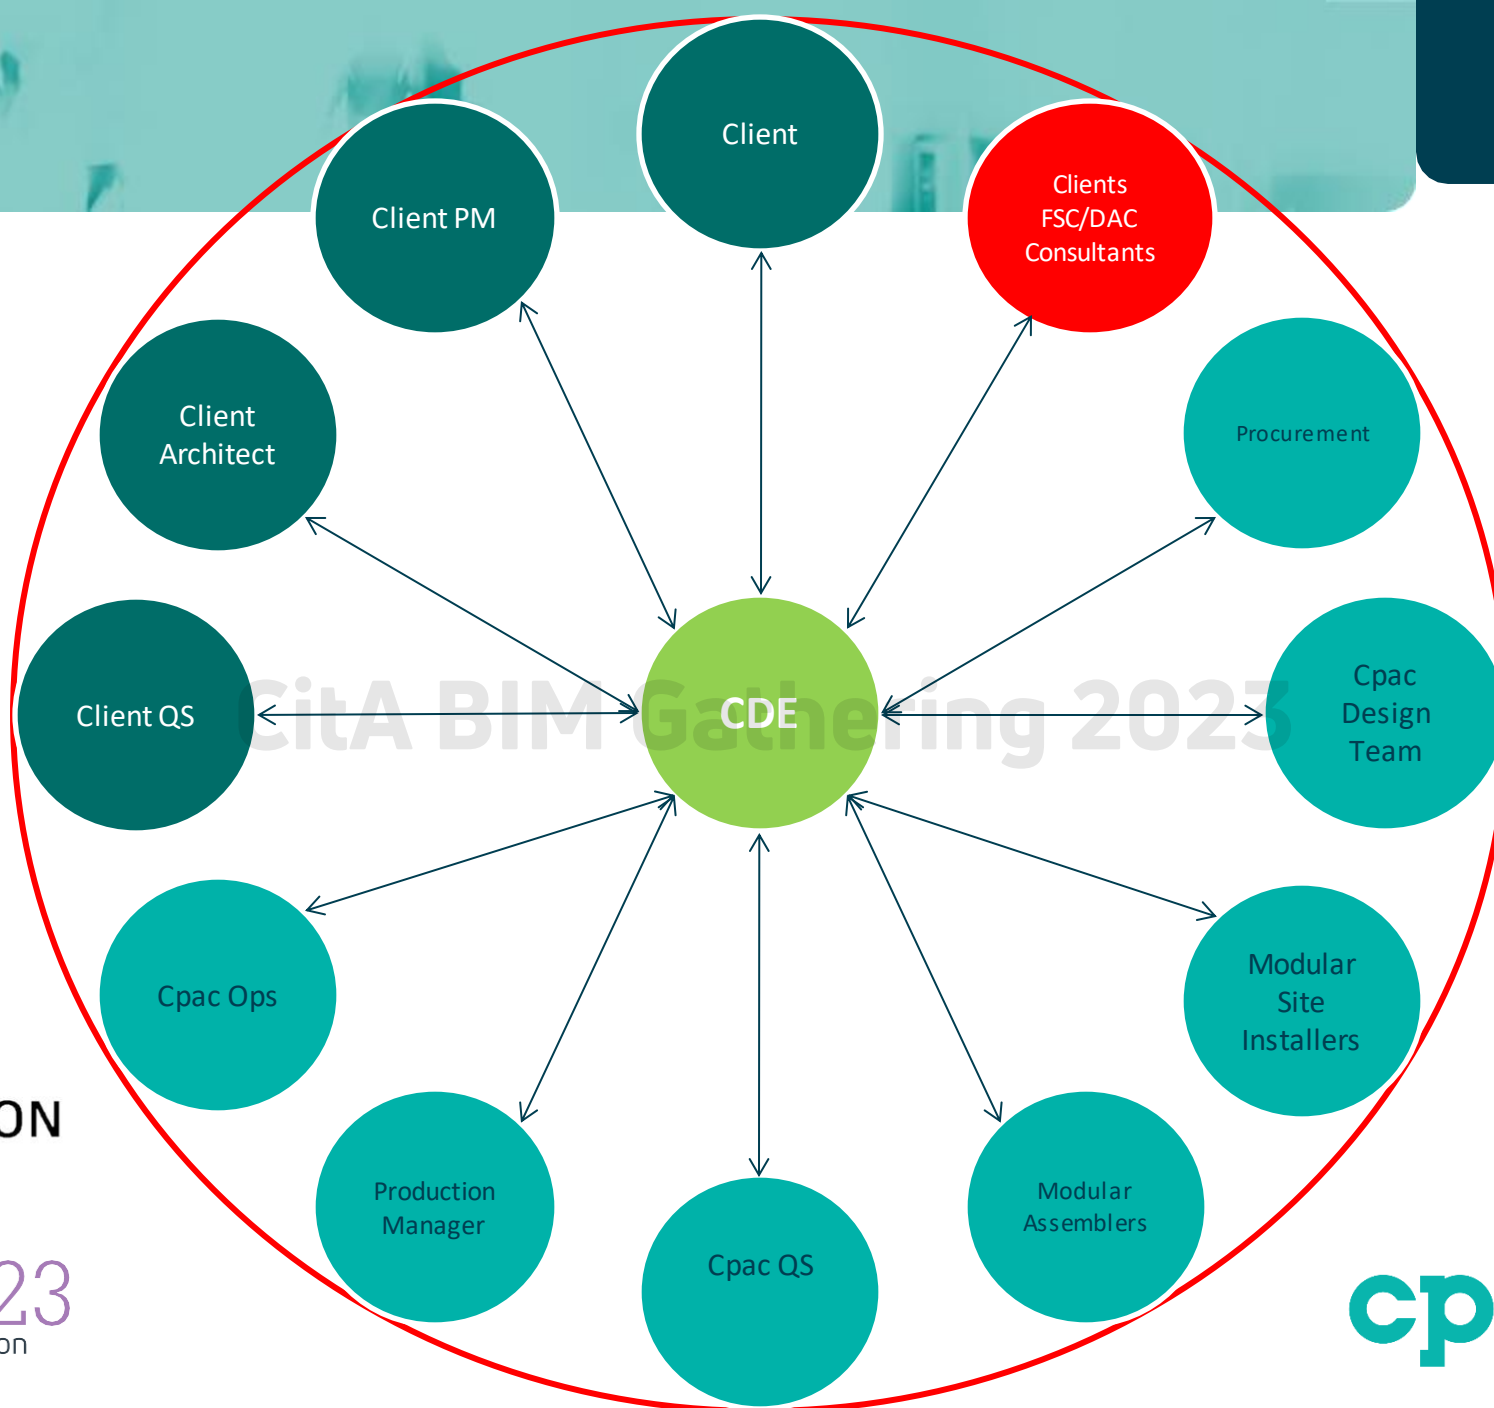 Client
Client PM
Clients
FSC/DAC
Consultants
Client
Architect
Procurement
Client QS
CDE
Cpac
Design
Team
CitA BIM Gathering 2023
Cpac Ops
Modular
Site
Installers
Production
Manager
Cpac QS
Modular
Assemblers
ON
23
on
cp